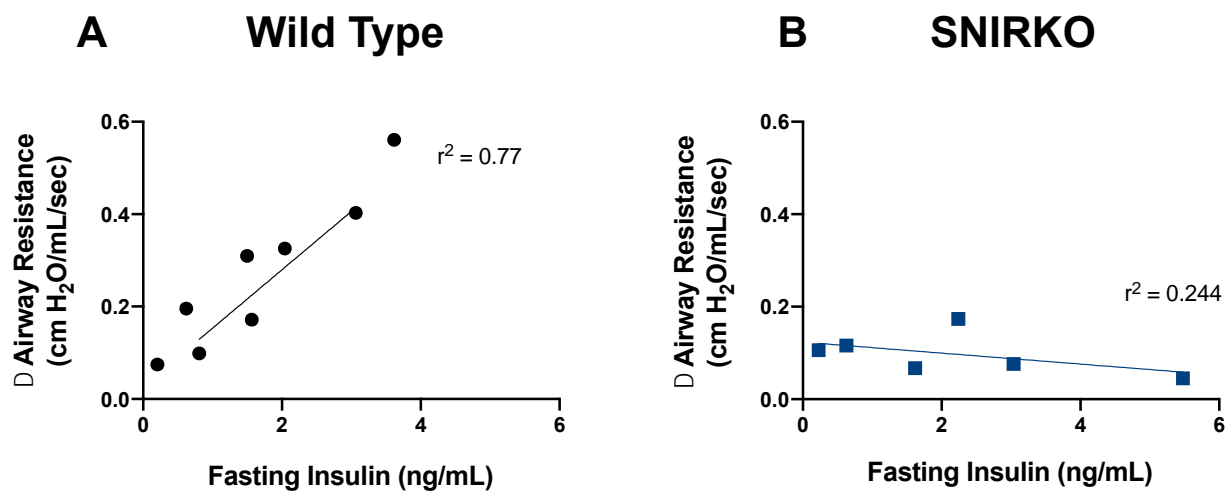 A Wild Type
B SNIRKO
D Airway Resistance
(cm H₂O/mL/sec)
0.6
0.4
0.2
0.0
r² = 0.77
0 2 4 6
Fasting Insulin (ng/mL)
D Airway Resistance
(cm H₂O/mL/sec)
0.6
0.4
0.2
0.0
r² = 0.244
0 2 4 6
Fasting Insulin (ng/mL)